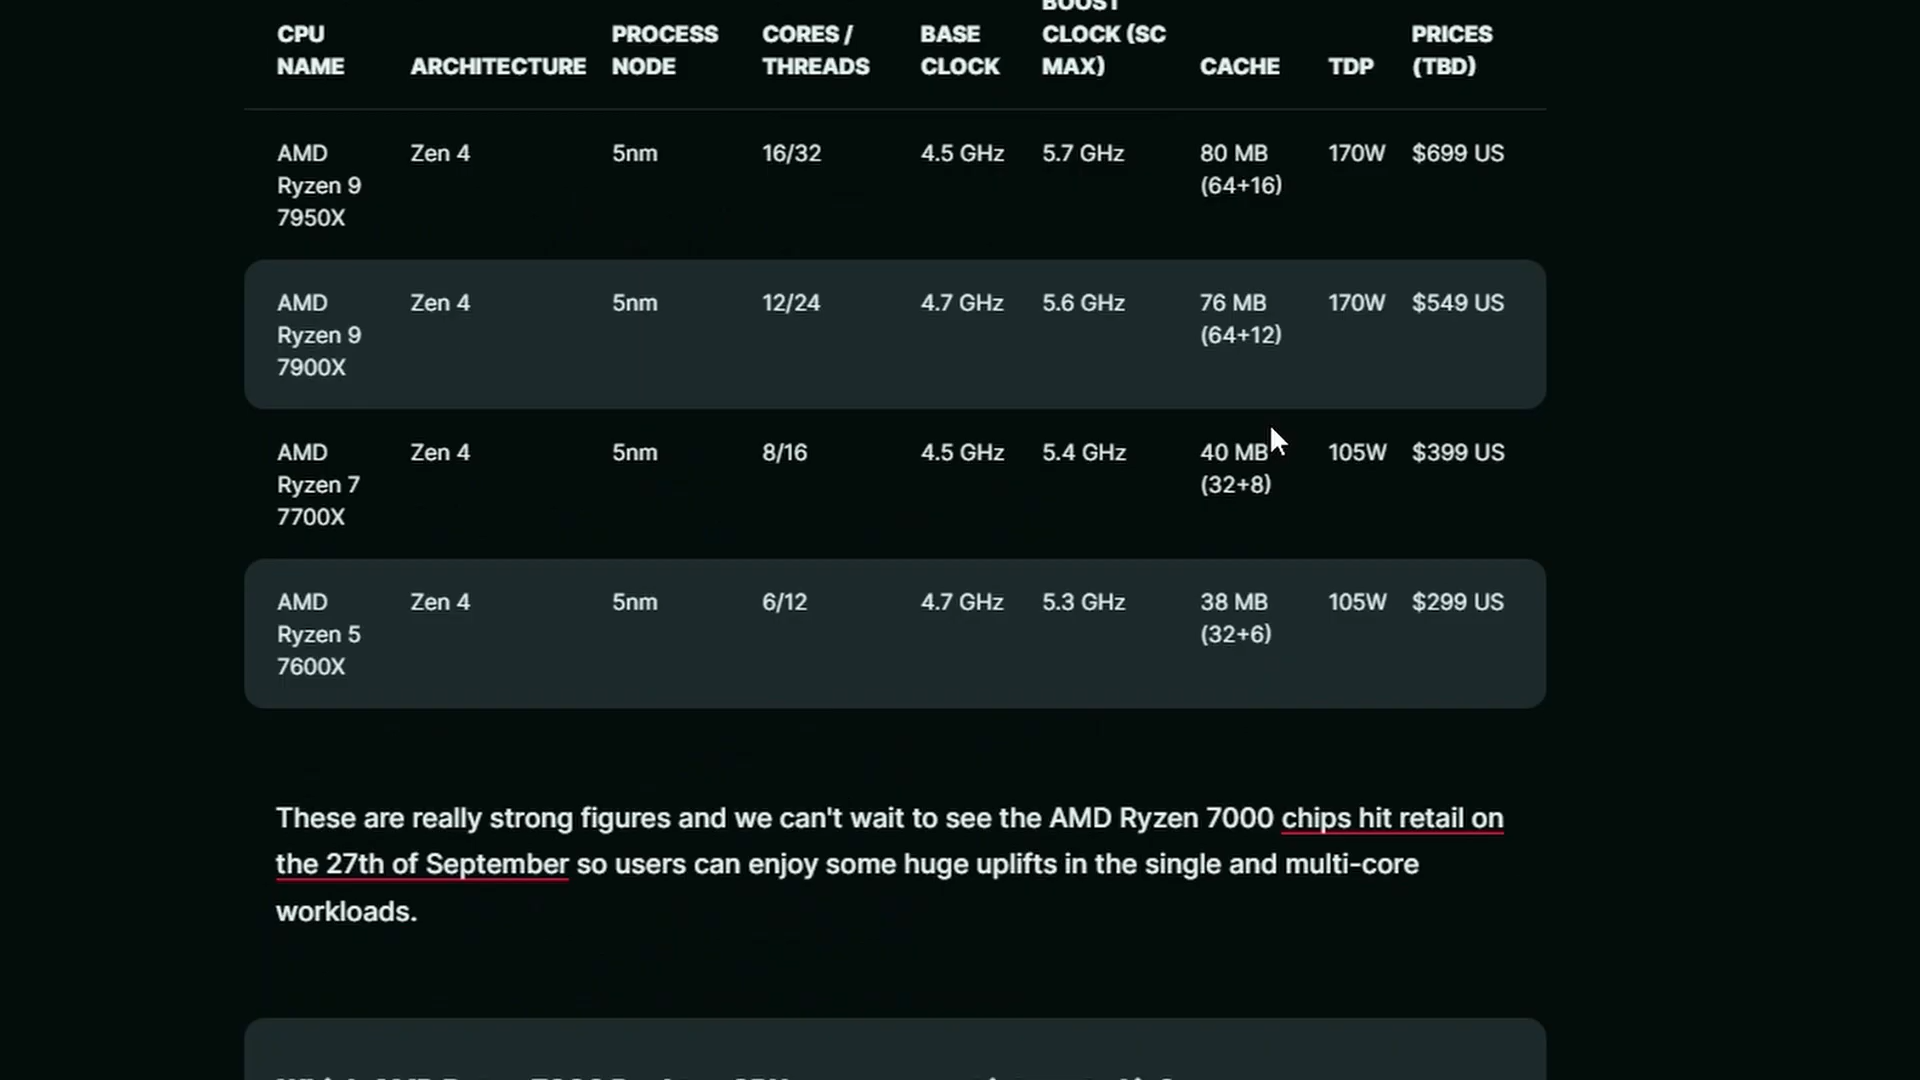 BOOST
CPU PROCESS CORES / BASE CLOCK (SC PRICES
NAME ARCHITECTURE NODE THREADS CLOCK MAX) CACHE TDP (TBD)
AMD Zen 4 5nm 16/32 4.5 GHz 5.7 GHz 80 MB 170W $699 US
Ryzen 9 (64+16)
7950X
AMD Zen 4 5nm 12/24 4.7 GHz 5.6 GHz 76 MB 170W $549 US
Ryzen 9 (64+12)
7900X
AMD Zen 4 5nm 8/16 4.5 GHz 5.4 GHz 40 MB 105W $399 US
Ryzen 7 (32+8)
7700X
AMD Zen 4 5nm 6/12 4.7 GHz 5.3 GHz 38 MB 105W $299 US
Ryzen 5 (32+6)
7600X
These are really strong figures and we can't wait to see the AMD Ryzen 7000 chips hit retail on
the 27th of September so users can enjoy some huge uplifts in the single and multi-core
workloads.